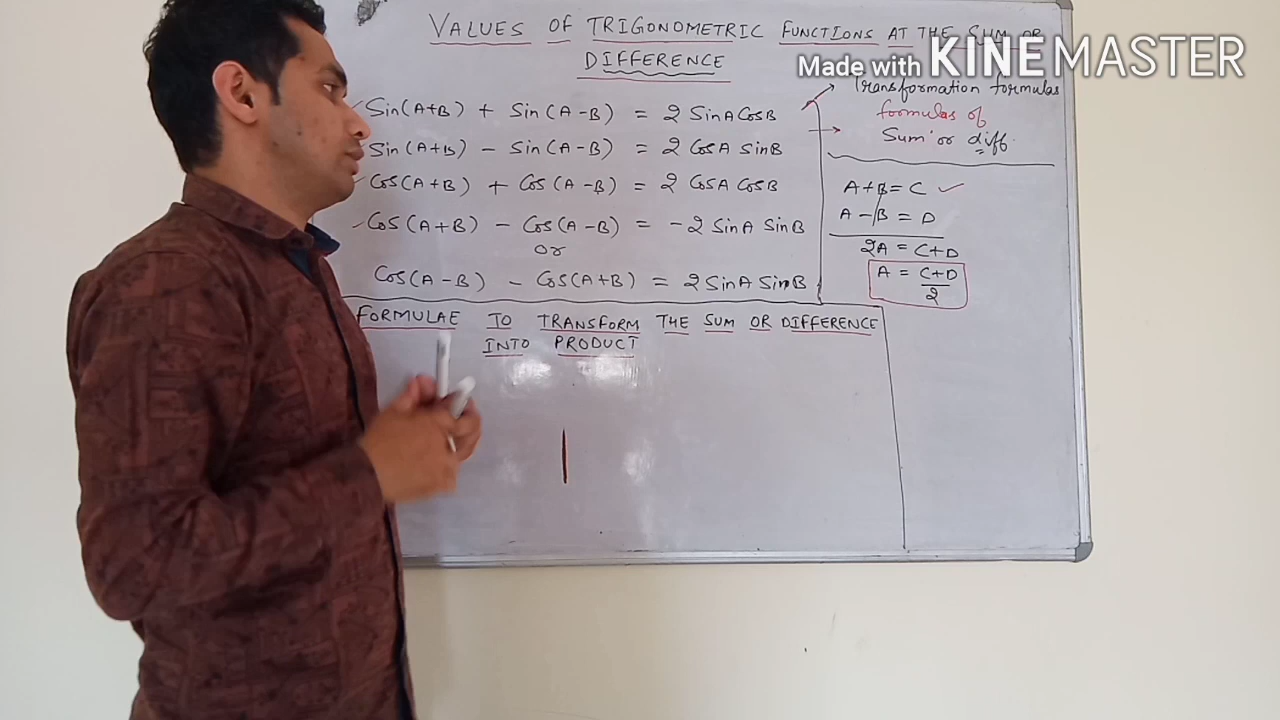 VALUES OF TRIGONOMETRIC FUNCTIONS AT THE SUM OR
DIFFERENCE
Made with KINEMASTER
Sin(A+B) + Sin(A-B) = 2 SinA CosB
Sin(A+B) - Sin(A-B) = 2 CosA SinB
Cos(A+B) + Cos(A-B) = 2 CosA CosB
Cos(A+B) - Cos(A-B) = -2 SinA SinB
Or
Cos(A-B) - Cos(A+B) = 2 SinA SinB
→ Transformation formulas
→ formulas of
Sum or diff.
A+B = C ✓
A-B = D
2A = C+D
A = C+D
2
FORMULAE TO TRANSFORM THE SUM OR DIFFERENCE
INTO PRODUCT